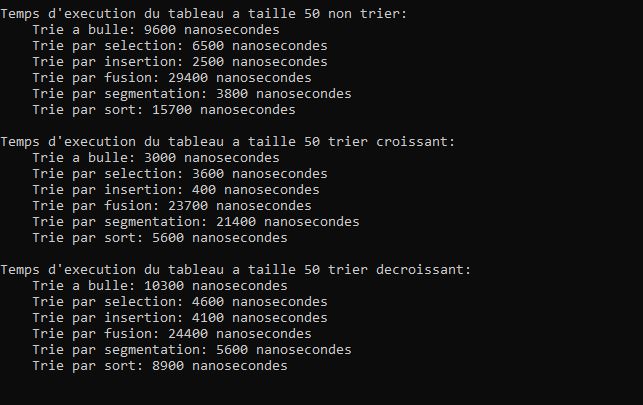 Temps d'execution du tableau a taille 50 non trier:
Trie a bulle: 9600 nanosecondes
Trie par selection: 6500 nanosecondes
Trie par insertion: 2500 nanosecondes
Trie par fusion: 29400 nanosecondes
Trie par segmentation: 3800 nanosecondes
Trie par sort: 15700 nanosecondes
Temps d'execution du tableau a taille 50 trier croissant:
Trie a bulle: 3000 nanosecondes
Trie par selection: 3600 nanosecondes
Trie par insertion: 400 nanosecondes
Trie par fusion: 23700 nanosecondes
Trie par segmentation: 21400 nanosecondes
Trie par sort: 5600 nanosecondes
Temps d'execution du tableau a taille 50 trier decroissant:
Trie a bulle: 10300 nanosecondes
Trie par selection: 4600 nanosecondes
Trie par insertion: 4100 nanosecondes
Trie par fusion: 24400 nanosecondes
Trie par segmentation: 5600 nanosecondes
Trie par sort: 8900 nanosecondes